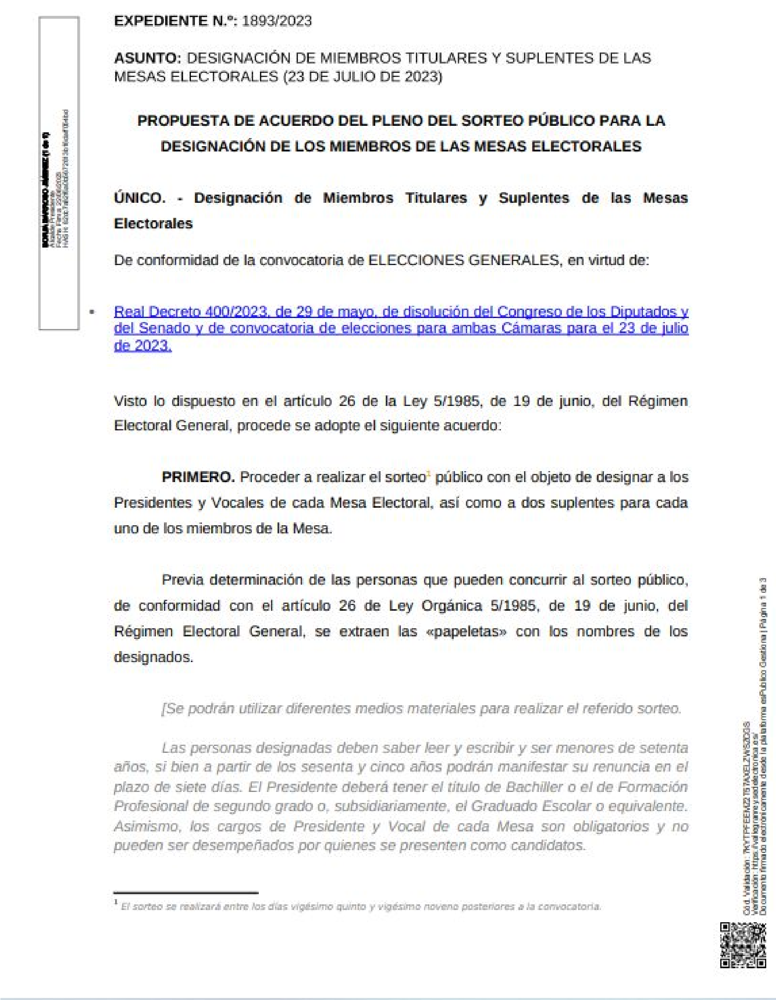 EXPEDIENTE N.º: 1893/2023
ASUNTO: DESIGNACIÓN DE MIEMBROS TITULARES Y SUPLENTES DE LAS
MESAS ELECTORALES (23 DE JULIO DE 2023)
PROPUESTA DE ACUERDO DEL PLENO DEL SORTEO PÚBLICO PARA LA
DESIGNACIÓN DE LOS MIEMBROS DE LAS MESAS ELECTORALES
ÚNICO. - Designación de Miembros Titulares y Suplentes de las Mesas
Electorales
De conformidad de la convocatoria de ELECCIONES GENERALES, en virtud de:
• Real Decreto 400/2023, de 29 de mayo, de disolución del Congreso de los Diputados y
del Senado y de convocatoria de elecciones para ambas Cámaras para el 23 de julio
de 2023.
Visto lo dispuesto en el artículo 26 de la Ley 5/1985, de 19 de junio, del Régimen
Electoral General, procede se adopte el siguiente acuerdo:
PRIMERO. Proceder a realizar el sorteo¹ público con el objeto de designar a los
Presidentes y Vocales de cada Mesa Electoral, así como a dos suplentes para cada
uno de los miembros de la Mesa.
Previa determinación de las personas que pueden concurrir al sorteo público,
de conformidad con el artículo 26 de Ley Orgánica 5/1985, de 19 de junio, del
Régimen Electoral General, se extraen las «papeletas» con los nombres de los
designados.
[Se podrán utilizar diferentes medios materiales para realizar el referido sorteo.
Las personas designadas deben saber leer y escribir y ser menores de setenta
años, si bien a partir de los sesenta y cinco años podrán manifestar su renuncia en el
plazo de siete días. El Presidente deberá tener el título de Bachiller o el de Formación
Profesional de segundo grado o, subsidiariamente, el Graduado Escolar o equivalente.
Asimismo, los cargos de Presidente y Vocal de cada Mesa son obligatorios y no
pueden ser desempeñados por quienes se presenten como candidatos.
¹ El sorteo se realizará entre los días vigésimo quinto y vigésimo noveno posteriores a la convocatoria.
(1 de 1)
Alcalde Presidente
Fecha Firma:
HASH:
Cód. Validación:
Verificación:
Documento firmado electrónicamente desde la plataforma esPublico Gestiona | Página 1 de 3